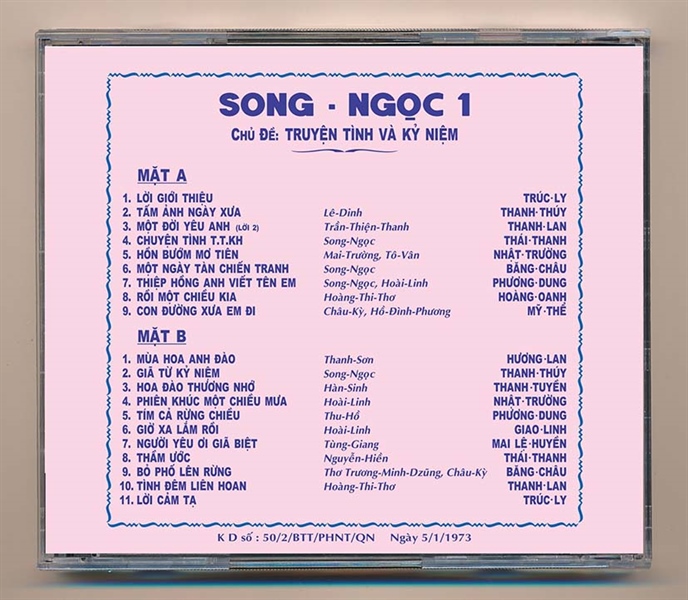 SONG - NGỌC 1
CHỦ ĐỀ: TRUYỆN TÌNH VÀ KỶ NIỆM
MẶT A
1. LỜI GIỚI THIỆU TRÚC-LY
2. TẤM ẢNH NGÀY XƯA Lê-Dinh THANH-THÚY
3. MỘT ĐỜI YÊU ANH (LỜI 2) Trần-Thiện-Thanh THANH-LAN
4. CHUYỆN TÌNH T.T.KH Song-Ngọc THÁI-THANH
5. HỒN BƯỚM MƠ TIÊN Mai-Trường, Tô-Vân NHẬT-TRƯỜNG
6. MỘT NGÀY TÀN CHIẾN TRANH Song-Ngọc BĂNG-CHÂU
7. THIỆP HỒNG ANH VIẾT TÊN EM Song-Ngọc, Hoài-Linh PHƯƠNG-DUNG
8. RỒI MỘT CHIỀU KIA Hoàng-Thi-Thơ HOÀNG-OANH
9. CON ĐƯỜNG XƯA EM ĐI Châu-Kỳ, Hồ-Đình-Phương MỸ-THỂ
MẶT B
1. MÙA HOA ANH ĐÀO Thanh-Sơn HƯƠNG-LAN
2. GIÃ TỪ KỶ NIỆM Song-Ngọc THANH-THÚY
3. HOA ĐÀO THƯƠNG NHỚ Hàn-Sinh THANH-TUYỀN
4. PHIÊN KHÚC MỘT CHIỀU MƯA Hoài-Linh NHẬT-TRƯỜNG
5. TÍM CẢ RỪNG CHIỀU Thu-Hồ PHƯƠNG-DUNG
6. GIỜ XA LẮM RỒI Hoài-Linh GIAO-LINH
7. NGƯỜI YÊU ƠI GIÃ BIỆT Tùng-Giang MAI LỆ-HUYỀN
8. THẦM ƯỚC Nguyễn-Hiền THÁI-THANH
9. BỎ PHỐ LÊN RỪNG Thơ Trương-Minh-Dzũng, Châu-Kỳ BĂNG-CHÂU
10. TÌNH ĐÊM LIÊN HOAN Hoàng-Thi-Thơ THANH-LAN
11. LỜI CẢM TẠ TRÚC-LY
K D số : 50/2/BTT/PHNT/QN Ngày 5/1/1973